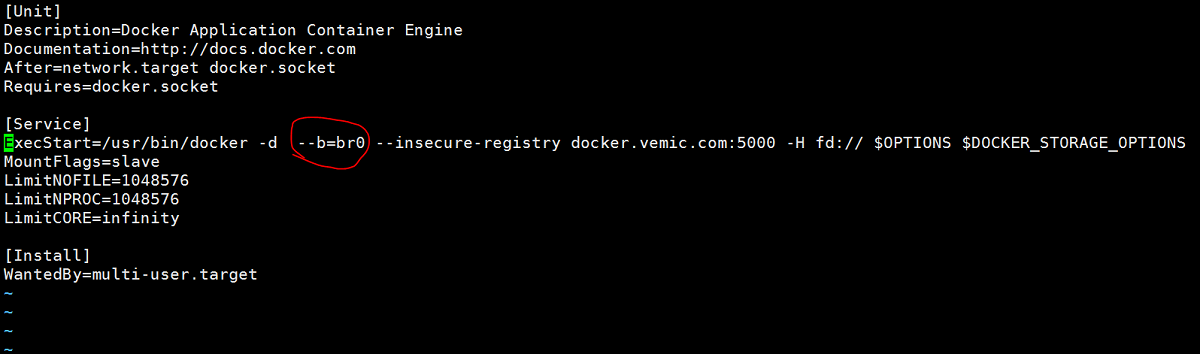 [Unit]
Description=Docker Application Container Engine
Documentation=http://docs.docker.com
After=network.target docker.socket
Requires=docker.socket
[Service]
ExecStart=/usr/bin/docker -d  --b=br0 --insecure-registry docker.vemic.com:5000 -H fd:// $OPTIONS $DOCKER_STORAGE_OPTIONS
MountFlags=slave
LimitNOFILE=1048576
LimitNPROC=1048576
LimitCORE=infinity
[Install]
WantedBy=multi-user.target
~
~
~
~